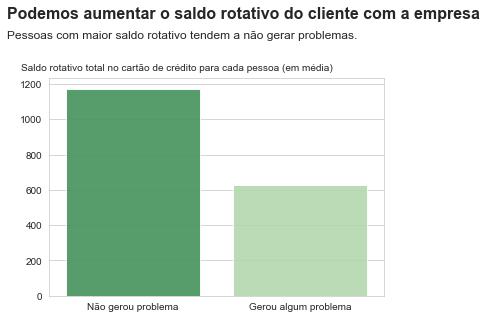 Podemos aumentar o saldo rotativo do cliente com a empresa
Pessoas com maior saldo rotativo tendem a não gerar problemas.
Saldo rotativo total no cartão de crédito para cada pessoa (em média)
1200
1000
800
600
400
200
0
Não gerou problema
Gerou algum problema